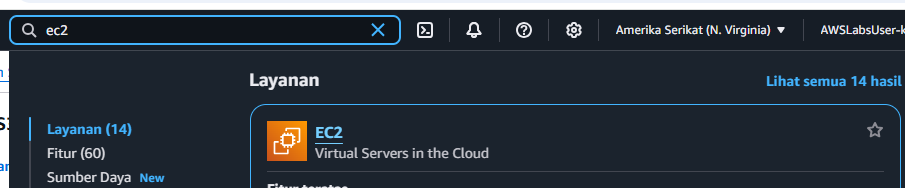 ec2
Amerika Serikat (N. Virginia)
Layanan
Lihat semua 14 hasil
Layanan (14)
EC2
Fitur (60)
Virtual Servers in the Cloud
Sumber Daya New